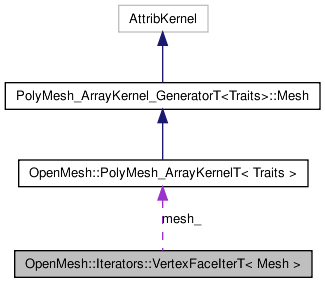 AttribKernel
PolyMesh_ArrayKernel_GeneratorT<Traits>::Mesh
OpenMesh::PolyMesh_ArrayKernelT< Traits >
mesh_
OpenMesh::Iterators::VertexFaceIterT< Mesh >